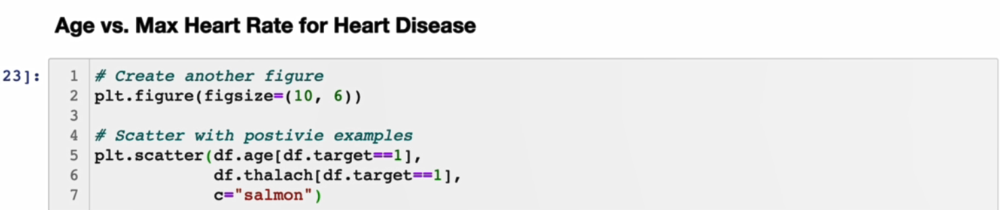 Age vs. Max Heart Rate for Heart Disease
23]:
1 # Create another figure
2 plt.figure(figsize=(10, 6))
3
4 # Scatter with postivie examples
5 plt.scatter(df.age[df.target==1],
6             df.thalach[df.target==1],
7             c="salmon")